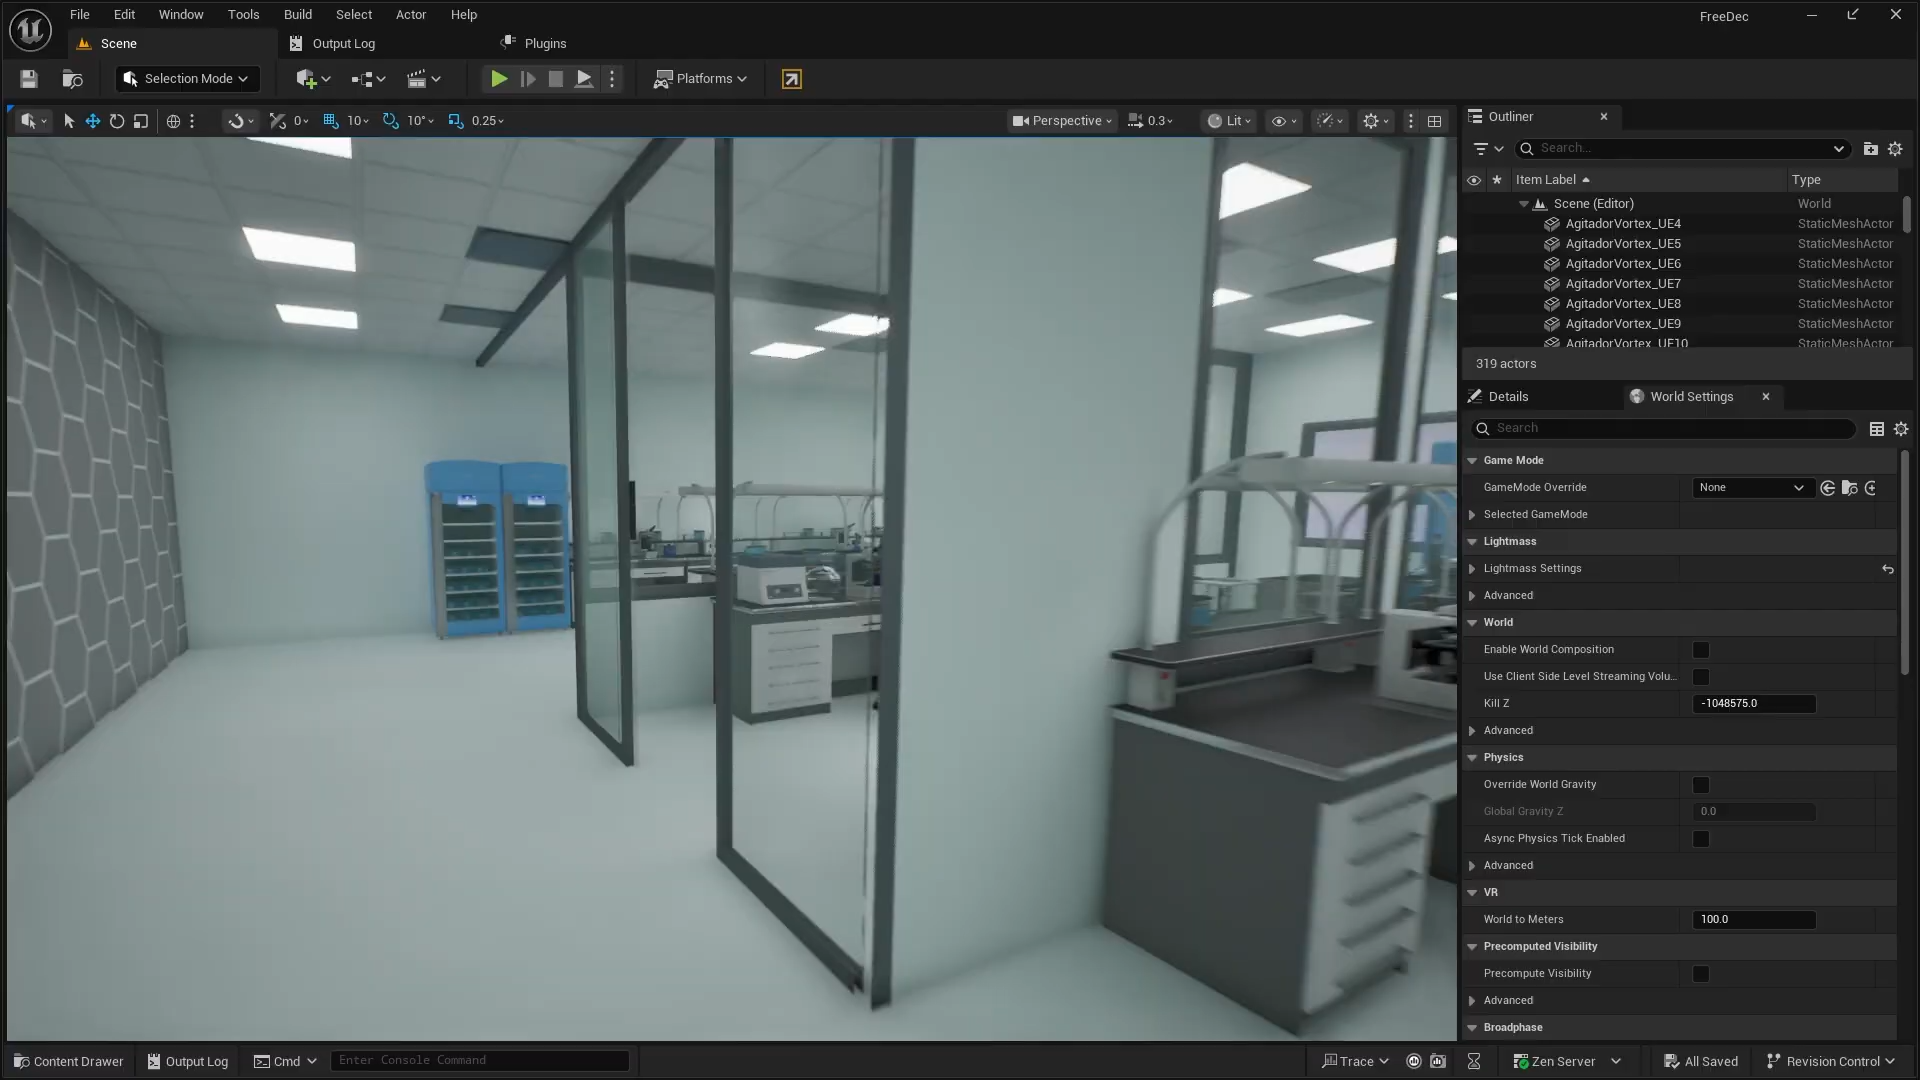 File Edit Window Tools Build Select Actor Help
FreeDec
Scene
Output Log
Plugins
Selection Mode
Platforms
0 10 10° 0.25
Perspective 0.3 Lit
Outliner
Search...
Item Label Type
Scene (Editor) World
AgitadorVortex_UE4 StaticMeshActor
AgitadorVortex_UE5 StaticMeshActor
AgitadorVortex_UE6 StaticMeshActor
AgitadorVortex_UE7 StaticMeshActor
AgitadorVortex_UE8 StaticMeshActor
AgitadorVortex_UE9 StaticMeshActor
AgitadorVortex_UE10 StaticMeshActor
319 actors
Details World Settings
Search
Game Mode
GameMode Override None
Selected GameMode
Lightmass
Lightmass Settings
Advanced
World
Enable World Composition
Use Client Side Level Streaming Volu...
Kill Z -1048575.0
Advanced
Physics
Override World Gravity
Global Gravity Z 0.0
Async Physics Tick Enabled
Advanced
VR
World to Meters 100.0
Precomputed Visibility
Precompute Visibility
Advanced
Broadphase
Content Drawer Output Log Cmd Enter Console Command Trace Zen Server All Saved Revision Control